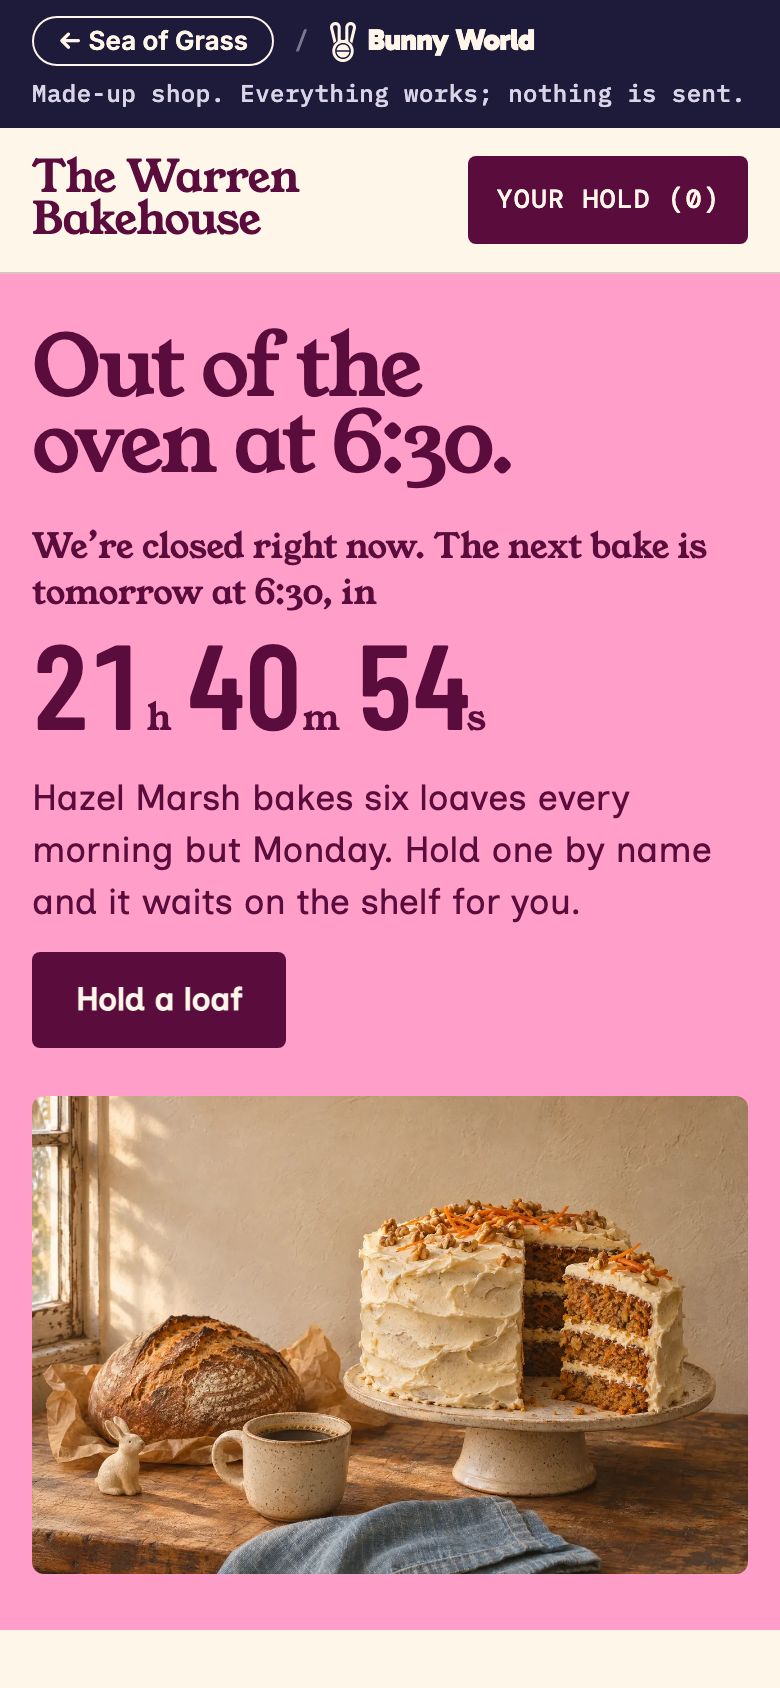 ← Sea of Grass / Bunny World
Made-up shop. Everything works; nothing is sent.
The Warren
Bakehouse
YOUR HOLD (0)
Out of the
oven at 6:30.
We’re closed right now. The next bake is
tomorrow at 6:30, in
21h 40m 54s
Hazel Marsh bakes six loaves every
morning but Monday. Hold one by name
and it waits on the shelf for you.
Hold a loaf